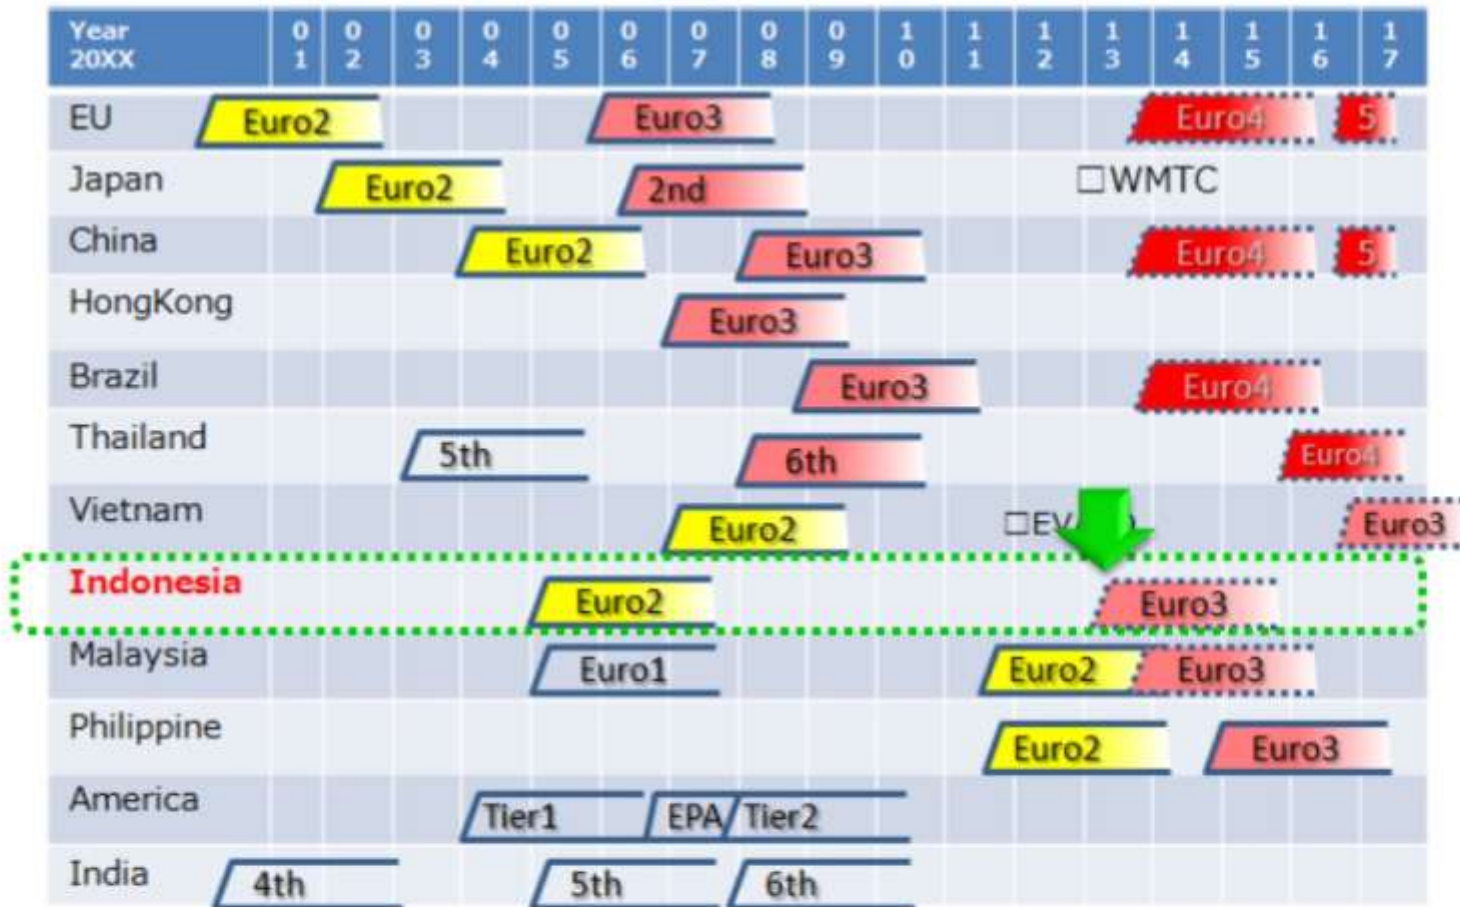 Year 20XX 01 02 03 04 05 06 07 08 09 10 11 12 13 14 15 16 17
EU Euro2 Euro3 Euro4 5
Japan Euro2 2nd □WMTC
China Euro2 Euro3 Euro4 5
HongKong Euro3
Brazil Euro3 Euro4
Thailand 5th 6th Euro4
Vietnam Euro2 Euro3
Indonesia Euro2 Euro3
Malaysia Euro1 Euro2 Euro3
Philippine Euro2 Euro3
America Tier1 EPA Tier2
India 4th 5th 6th